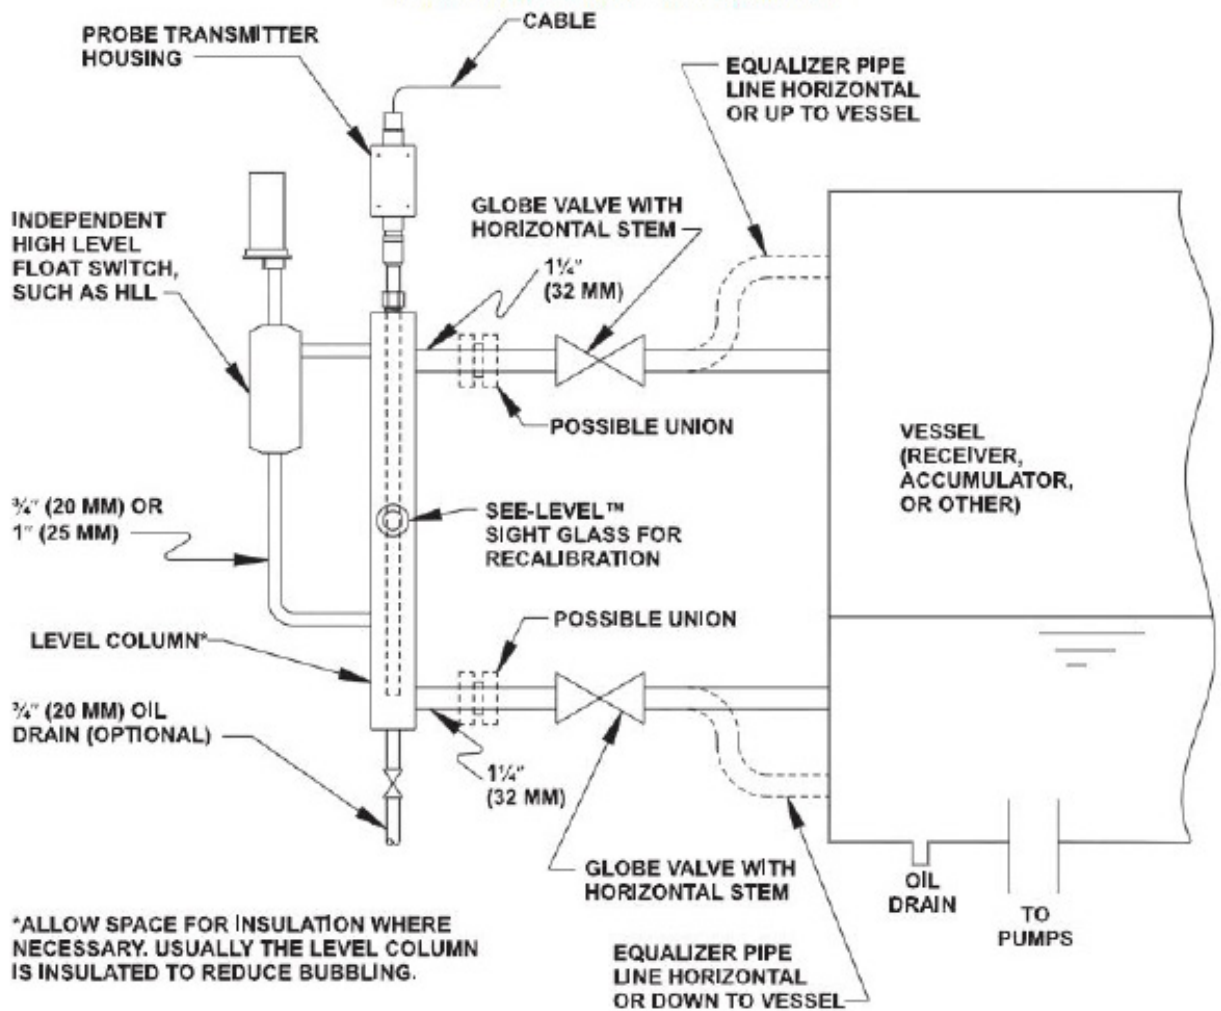 CABLE
PROBE TRANSMITTER
HOUSING
EQUALIZER PIPE
LINE HORIZONTAL
OR UP TO VESSEL
GLOBE VALVE WITH
HORIZONTAL STEM
INDEPENDENT
HIGH LEVEL
FLOAT SWITCH,
SUCH AS HLL
1¼"
(32 MM)
POSSIBLE UNION
VESSEL
(RECEIVER,
ACCUMULATOR,
OR OTHER)
¾" (20 MM) OR
1" (25 MM)
SEE-LEVEL™
SIGHT GLASS FOR
RECALIBRATION
POSSIBLE UNION
LEVEL COLUMN*
¾" (20 MM) OIL
DRAIN (OPTIONAL)
1¼"
(32 MM)
GLOBE VALVE WITH
HORIZONTAL STEM
OIL
DRAIN
TO
PUMPS
*ALLOW SPACE FOR INSULATION WHERE
NECESSARY. USUALLY THE LEVEL COLUMN
IS INSULATED TO REDUCE BUBBLING.
EQUALIZER PIPE
LINE HORIZONTAL
OR DOWN TO VESSEL